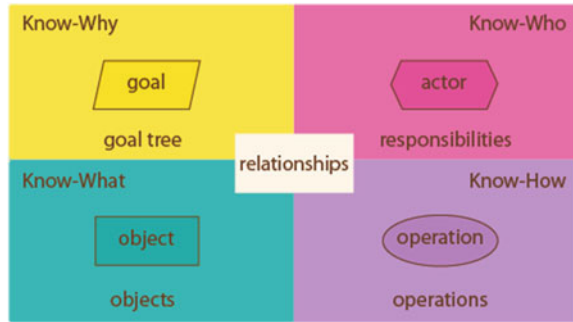 Know-Why
goal
goal tree
Know-Who
actor
responsibilities
relationships
Know-What
object
objects
Know-How
operation
operations